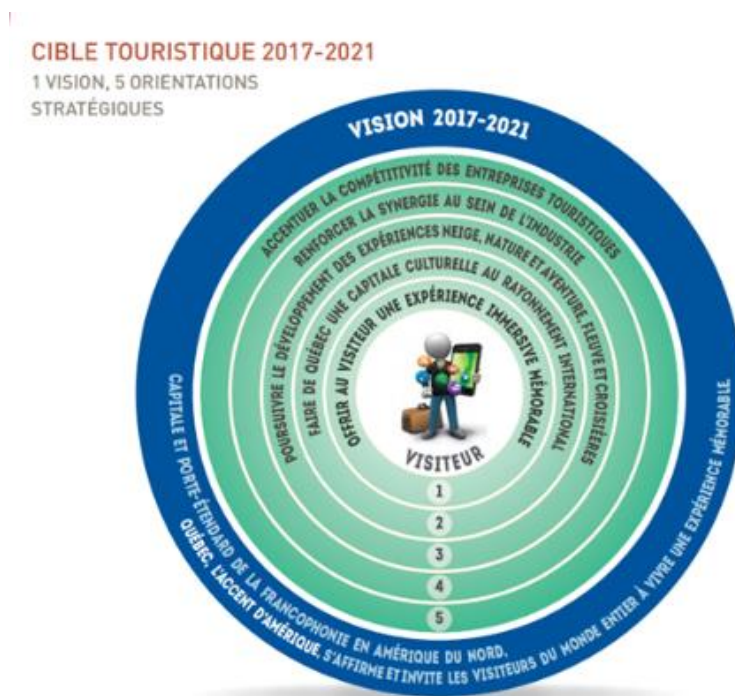 CIBLE TOURISTIQUE 2017-2021
1 VISION, 5 ORIENTATIONS
STRATÉGIQUES
VISION 2017-2021
ACCENTUER LA COMPÉTITIVITÉ DES ENTREPRISES TOURISTIQUES
RENFORCER LA SYNERGIE AU SEIN DE L'INDUSTRIE
POURSUIVRE LE DÉVELOPPEMENT DES EXPÉRIENCES NEIGE, NATURE ET AVENTURE, FLEUVE ET CROISIÈERES
FAIRE DE QUÉBEC UNE CAPITALE CULTURELLE AU RAYONNEMENT INTERNATIONAL
OFFRIR AU VISITEUR UNE EXPÉRIENCE IMMERSIVE MÉMORABLE
VISITEUR
1
2
3
4
5
CAPITALE ET PORTE-ÉTENDARD DE LA FRANCOPHONIE EN AMÉRIQUE DU NORD,
QUÉBEC, L'ACCENT D'AMÉRIQUE, S'AFFIRME ET INVITE LES VISITEURS DU MONDE ENTIER À VIVRE UNE EXPÉRIENCE MÉMORABLE.